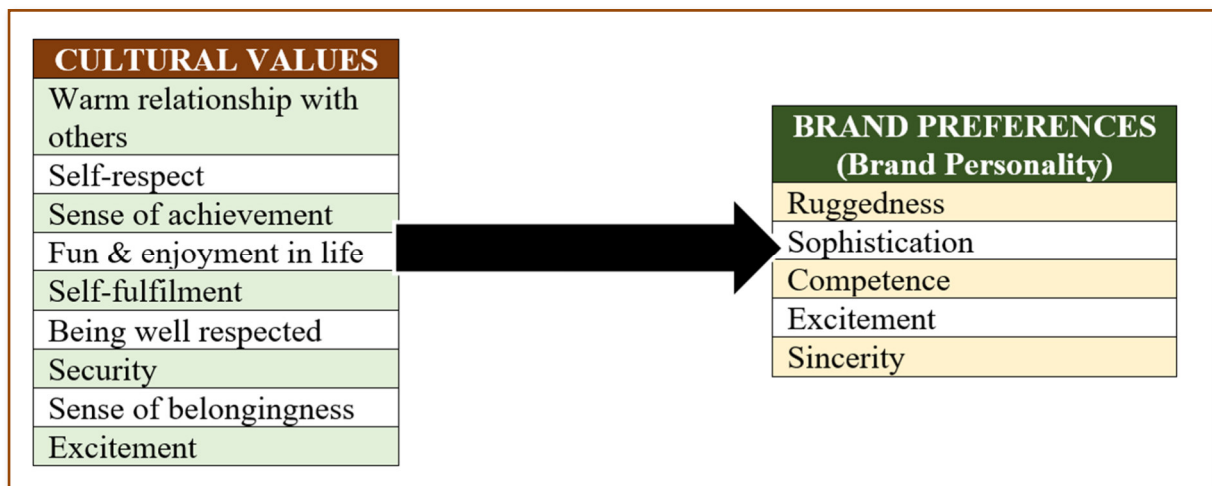 CULTURAL VALUES
Warm relationship with
others
Self-respect
Sense of achievement
Fun & enjoyment in life
Self-fulfilment
Being well respected
Security
Sense of belongingness
Excitement
BRAND PREFERENCES
(Brand Personality)
Ruggedness
Sophistication
Competence
Excitement
Sincerity